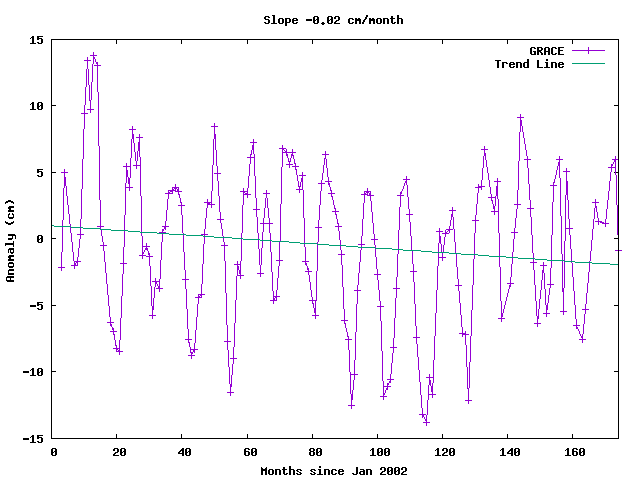 Slope -0.02 cm/month
GRACE
Trend Line
15
10
5
0
-5
-10
-15
Anomaly (cm)
0 20 40 60 80 100 120 140 160
Months since Jan 2002